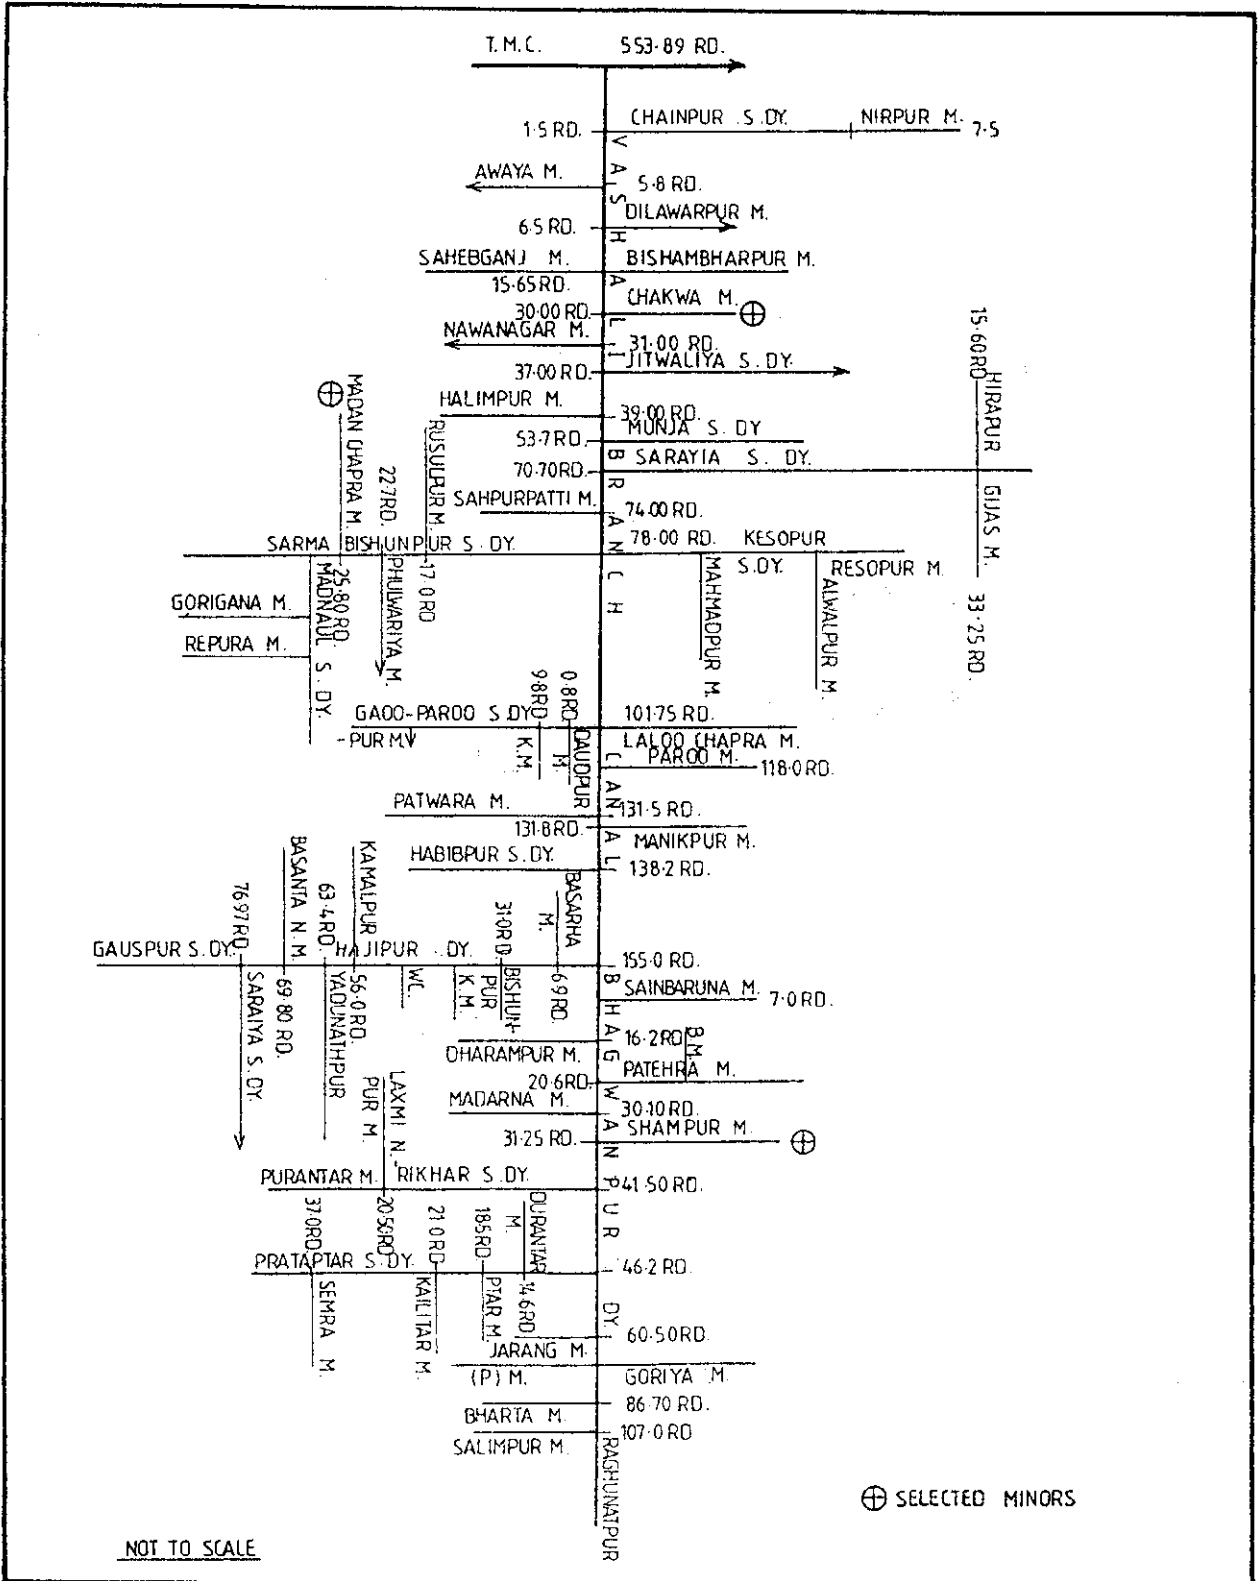 T.M.C. 553·89 RD.
CHAINPUR S.DY. NIRPUR M. 7·5
1·5 RD.
AWAYA M. 5·8 RD.
DILAWARPUR M.
6·5 RD.
SAHEBGANJ M. BISHAMBHARPUR M.
15·65 RD.
CHAKWA M.
30·00 RD.
NAWANAGAR M. 31·00 RD.
JITWALIYA S.DY.
37·00 RD.
HALIMPUR M. 39·00 RD.
MUNJA S.DY
53·7 RD.
SARAYIA S.DY.
70·70 RD.
15·60 RD
HIRAPUR
GIJAS M.
33·25 RD.
SAHPURPATTI M. 74·00 RD.
MADAN CHAPRA M.
25·80 RD.
22·7 RD.
PHULWARIYA M.
RUSULPUR M.
17·0 RD
SARMA BISHUNPUR S.DY. 78·00 RD. KESOPUR
S.DY. RESOPUR M.
MAHMADPUR M.
ALWALPUR M.
MADNAUL S.DY.
GORIGANA M.
REPURA M.
VASHALI BRANCH CANAL
9·8 RD
K.M.
0·8 RD
DAUDPUR
M.
GAOO-PAROO S.DY 101·75 RD.
-PUR M. LALOO CHAPRA M.
PAROO M. 118·0 RD.
PATWARA M. 131·5 RD.
131·8 RD. MANIKPUR M.
HABIBPUR S.DY. 138·2 RD.
76·97 RD
SARAIYA S.DY.
BASANTA N.M.
69·80 RD.
63·4 RD
YADUNATHPUR
KAMALPUR
56·0 RD.
WC.
K.M.
31·0 RD
BISHUN-
PUR
BASARHA
M.
6·9 RD.
GAUSPUR S.DY. HAJIPUR DY. 155·0 RD.
SAINBARUNA M. 7·0 RD.
DHARAMPUR M. 16·2 RD
B.M.
PATEHRA M.
20·6 RD.
MADARNA M. 30·10 RD.
SHAMPUR M.
31·25 RD.
LAXMI N.-
PUR M.
20·50 RD
PURANTAR M. RIKHAR S.DY. 41·50 RD.
37·0 RD
SEMRA M.
21·0 RD
KAILITAR M.
18·5 RD
PTAR M.
DURANTAR
M.
14·6 RD
PRATAPTAR S.DY. 46·2 RD.
60·50 RD.
JARANG M.
(P) M. GORIYA M.
86·70 RD.
BHARTA M.
107·0 RD
SALIMPUR M.
BHAGWANPUR DY.
RAGHUNATPUR
SELECTED MINORS
NOT TO SCALE